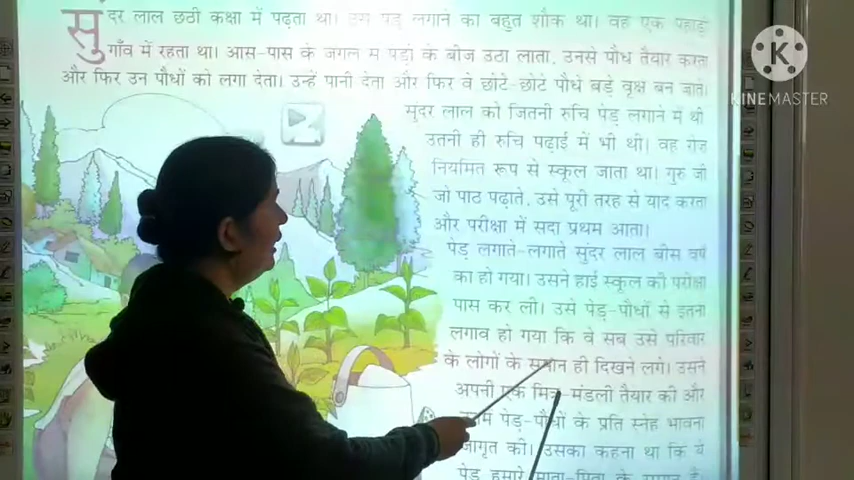 सुंदर लाल छठी कक्षा में पढ़ता था। उसे पेड़ लगाने का बहुत शौक था। वह एक पहाड़ी
गाँव में रहता था। आस-पास के जंगल में पेड़ों के बीज उठा लाता, उनसे पौध तैयार करता
और फिर उन पौधों को लगा देता। उन्हें पानी देता और फिर वे छोटे-छोटे पौधे बड़े वृक्ष बन जाते।
सुंदर लाल को जितनी रुचि पेड़ लगाने में थी
उतनी ही रुचि पढ़ाई में भी थी। वह रोज़
नियमित रूप से स्कूल जाता था। गुरु जी
जो पाठ पढ़ाते, उसे पूरी तरह से याद करता
और परीक्षा में सदा प्रथम आता।
पेड़ लगाते-लगाते सुंदर लाल बीस वर्ष
का हो गया। उसने हाई स्कूल की परीक्षा
पास कर ली। उसे पेड़-पौधों से इतना
लगाव हो गया कि वे सब उसे परिवार
के लोगों के समान ही दिखने लगे। उसने
अपनी एक मित्र मंडली तैयार की और
पेड़-पौधों के प्रति स्नेह भावना
जागृत की। उसका कहना था कि ये
पेड़ हमारे माता-पिता के समान हैं
K
KINEMASTER